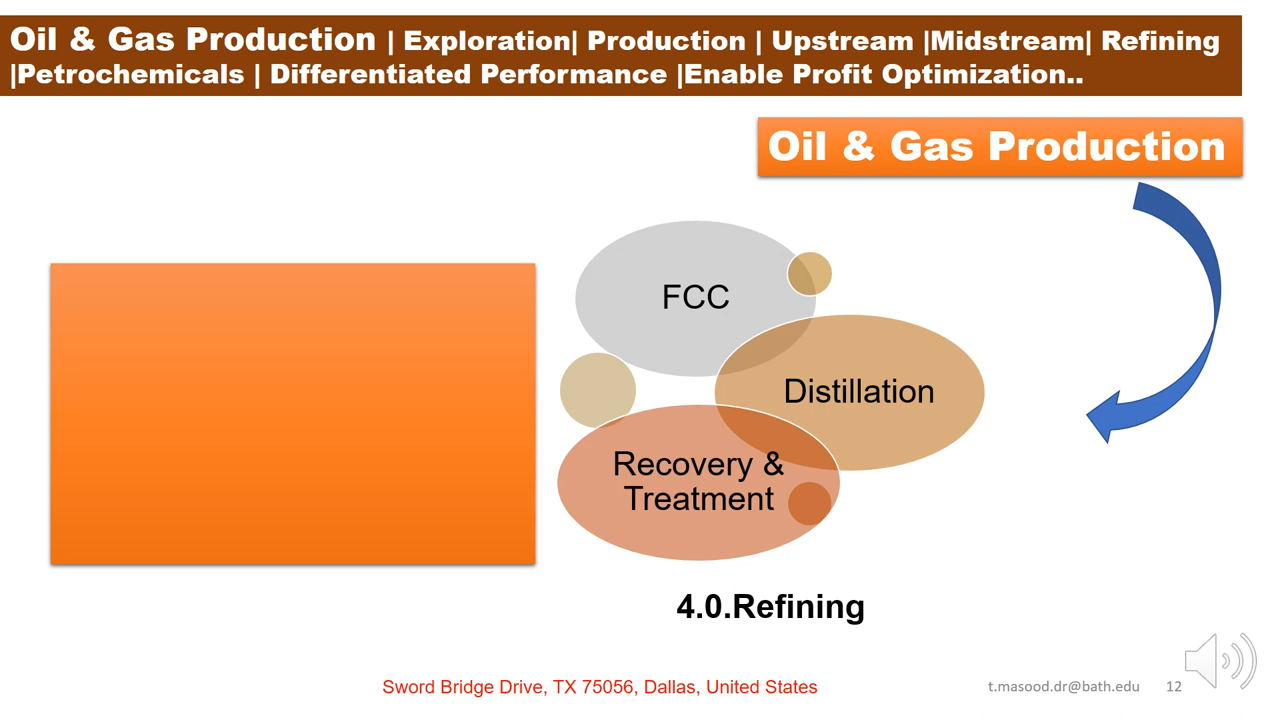 Oil & Gas Production | Exploration| Production | Upstream |Midstream| Refining
|Petrochemicals | Differentiated Performance |Enable Profit Optimization..
Oil & Gas Production
FCC
Distillation
Recovery &
Treatment
4.0.Refining
Sword Bridge Drive, TX 75056, Dallas, United States
t.masood.dr@bath.edu
12